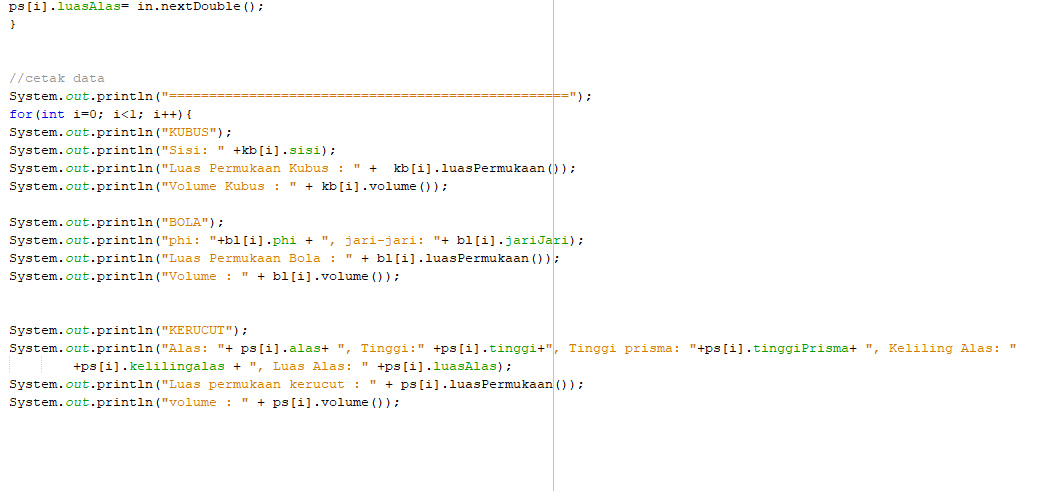 ps[i].luasAlas= in.nextDouble();
}
//cetak data
System.out.println("==================================================");
for(int i=0; i<1; i++){
System.out.println("KUBUS");
System.out.println("Sisi: " +kb[i].sisi);
System.out.println("Luas Permukaan Kubus : " +  kb[i].luasPermukaan());
System.out.println("Volume Kubus : " + kb[i].volume());
System.out.println("BOLA");
System.out.println("phi: "+bl[i].phi + ", jari-jari: "+ bl[i].jariJari);
System.out.println("Luas Permukaan Bola : " + bl[i].luasPermukaan());
System.out.println("Volume : " + bl[i].volume());
System.out.println("KERUCUT");
System.out.println("Alas: "+ ps[i].alas+ ", Tinggi:" +ps[i].tinggi+", Tinggi prisma: "+ps[i].tinggiPrisma+ ", Keliling Alas: "
+ps[i].kelilingalas + ", Luas Alas: " +ps[i].luasAlas);
System.out.println("Luas permukaan kerucut : " + ps[i].luasPermukaan());
System.out.println("volume : " + ps[i].volume());